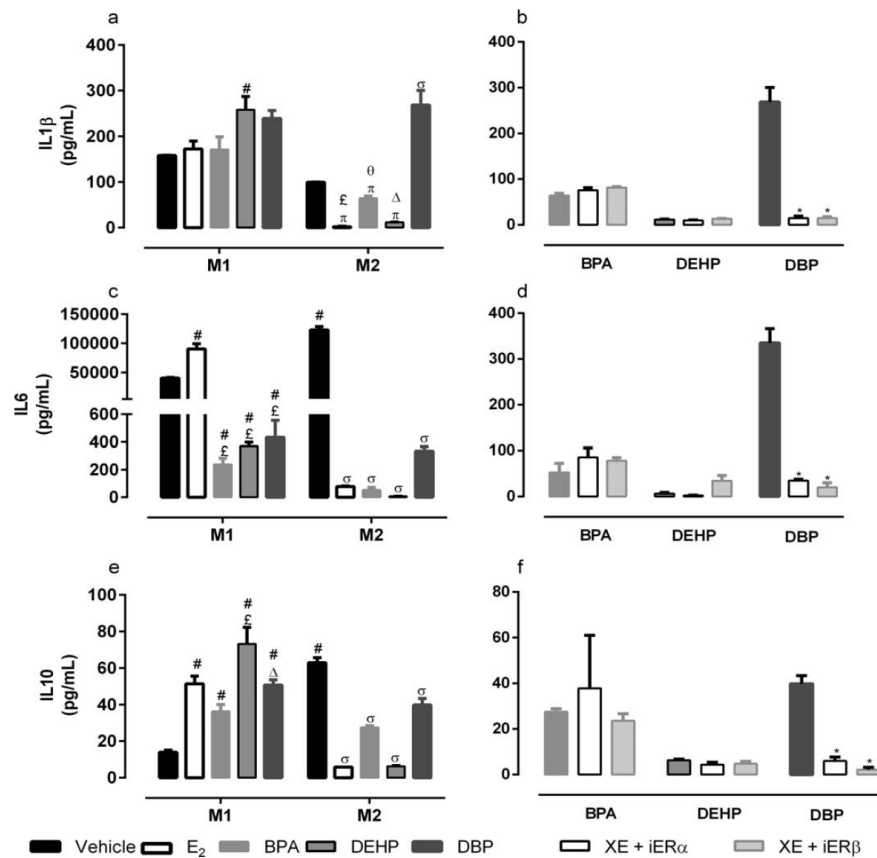 a
400
300
200
100
0
IL1β
(pg/mL)
#
£
π
θ
π
Δ
π
σ
M1 M2
b
400
300
200
100
0
* *
BPA DEHP DBP
c
150000
100000
50000
600
400
200
0
IL6
(pg/mL)
#
#
£
#
£
#
£
#
σ σ σ σ
M1 M2
d
400
300
200
100
0
* *
BPA DEHP DBP
e
100
80
60
40
20
0
IL10
(pg/mL)
#
#
#
£
#
Δ
#
σ σ σ σ
M1 M2
f
80
60
40
20
0
* *
BPA DEHP DBP
Vehicle E2 BPA DEHP DBP XE + iERα XE + iERβ